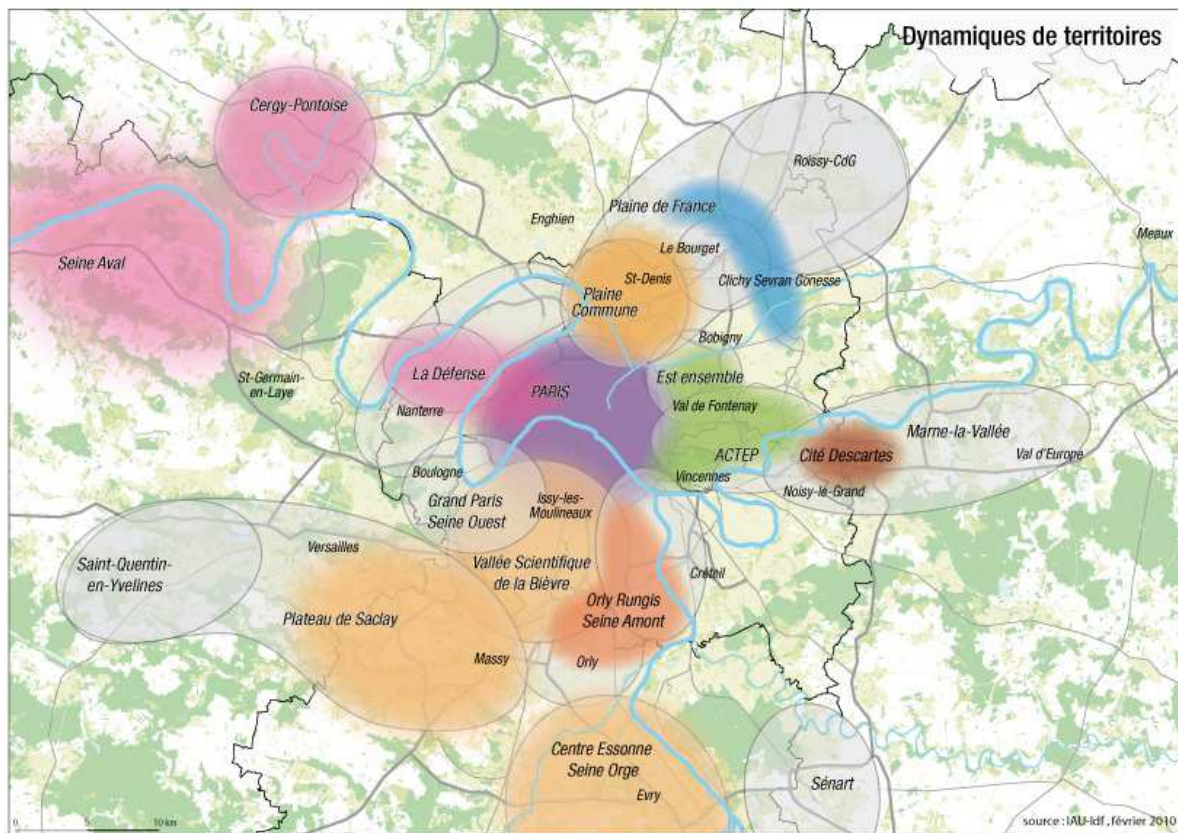 Dynamiques de territoires
Cergy-Pontoise
Roissy-CdG
Plaine de France
Enghien
Le Bourget
Meaux
Seine Aval
St-Denis
Clichy Sevran Gonesse
Plaine
Commune
Bobigny
La Défense
Est ensemble
St-Germain-
en-Laye
PARIS
Nanterre
Val de Fontenay
Marne-la-Vallée
ACTEP
Cité Descartes
Val d'Europe
Boulogne
Vincennes
Noisy-le-Grand
Grand Paris
Seine Ouest
Issy-les-
Moulineaux
Versailles
Saint-Quentin-
en-Yvelines
Vallée Scientifique
de la Bièvre
Créteil
Orly Rungis
Seine Amont
Plateau de Saclay
Massy
Orly
Centre Essonne
Seine Orge
Sénart
Evry
0 5 10 km
source : IAU-Idf , février 2010